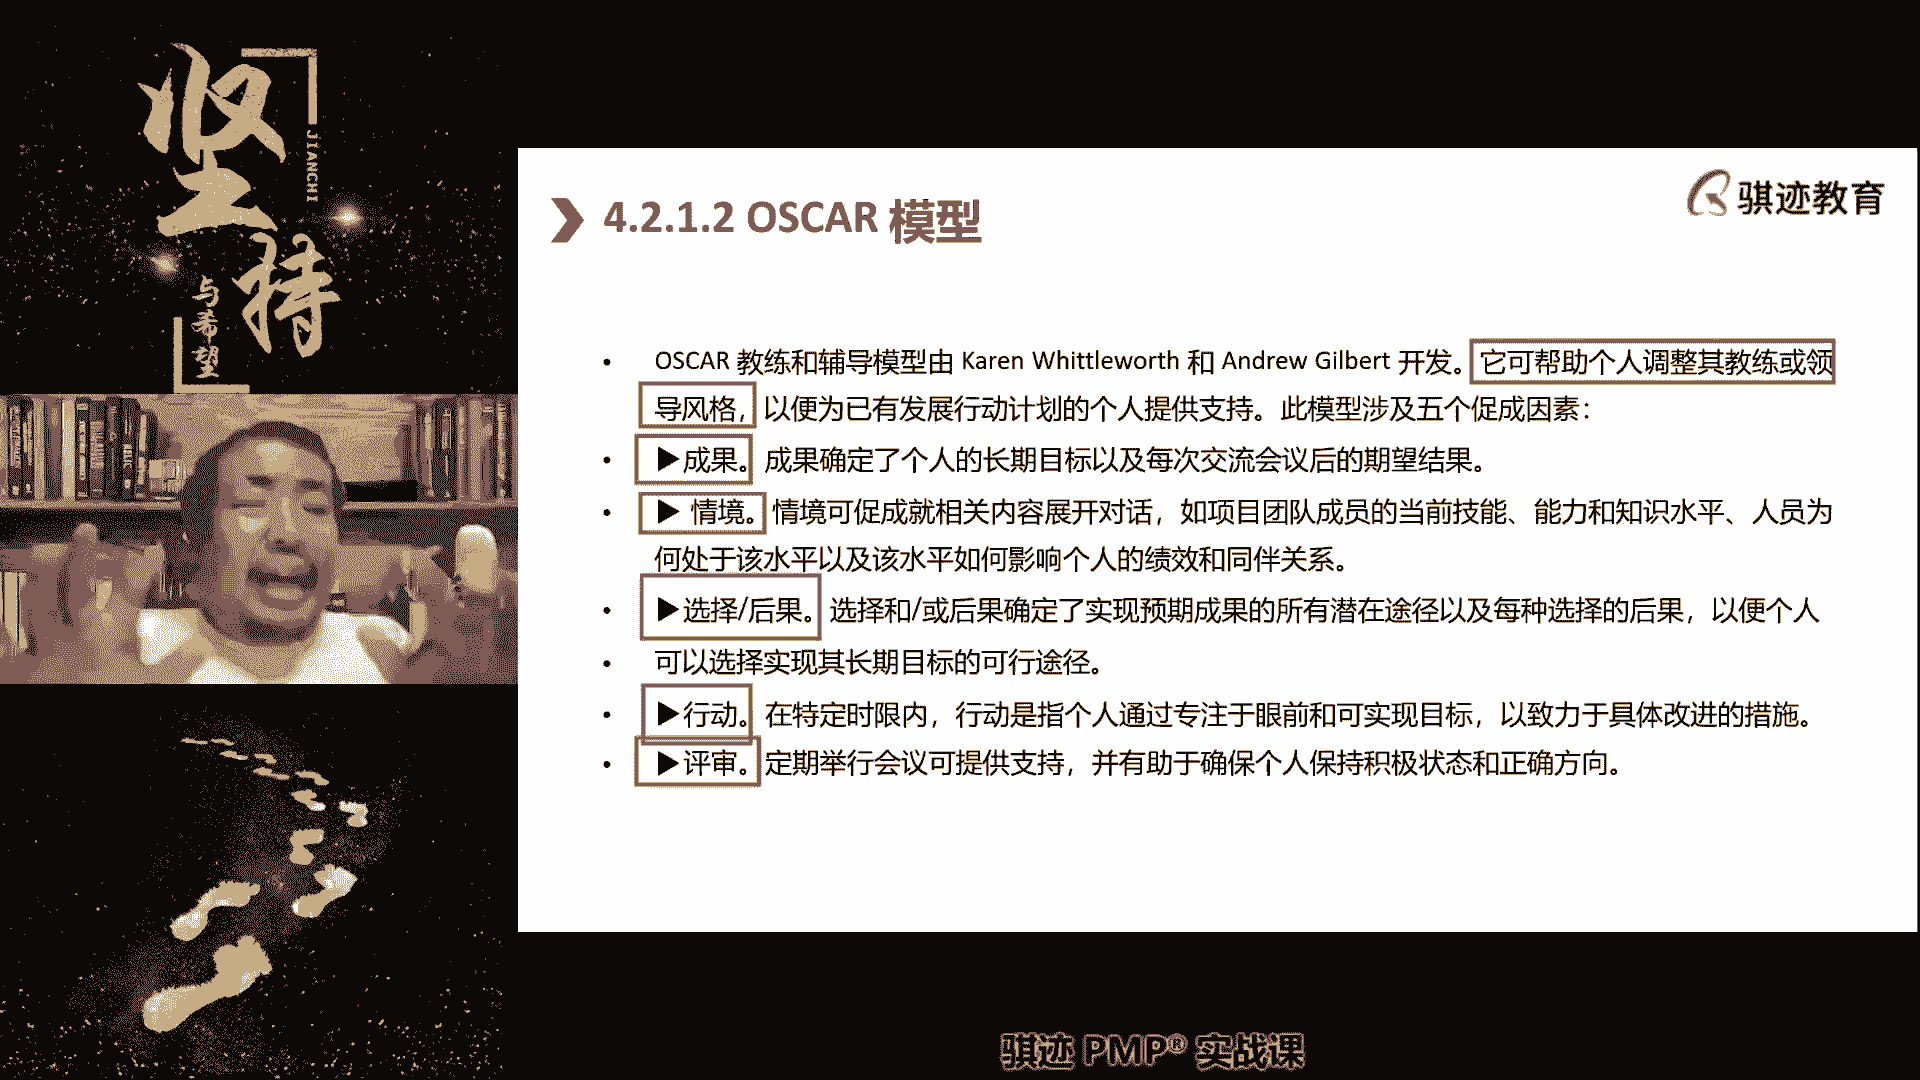 坚持
JIANCHI
与希望
骐迹教育
4.2.1.2 OSCAR 模型
• OSCAR 教练和辅导模型由 Karen Whittleworth 和 Andrew Gilbert 开发。它可帮助个人调整其教练或领
导风格，以便为已有发展行动计划的个人提供支持。此模型涉及五个促成因素：
• ▶成果。成果确定了个人的长期目标以及每次交流会议后的期望结果。
• ▶ 情境。情境可促成就相关内容展开对话，如项目团队成员的当前技能、能力和知识水平、人员为
何处于该水平以及该水平如何影响个人的绩效和同伴关系。
• ▶选择/后果。选择和/或后果确定了实现预期成果的所有潜在途径以及每种选择的后果，以便个人
• 可以选择实现其长期目标的可行途径。
• ▶行动。在特定时限内，行动是指个人通过专注于眼前和可实现目标，以致力于具体改进的措施。
• ▶评审。定期举行会议可提供支持，并有助于确保个人保持积极状态和正确方向。
骐迹 PMP® 实战课